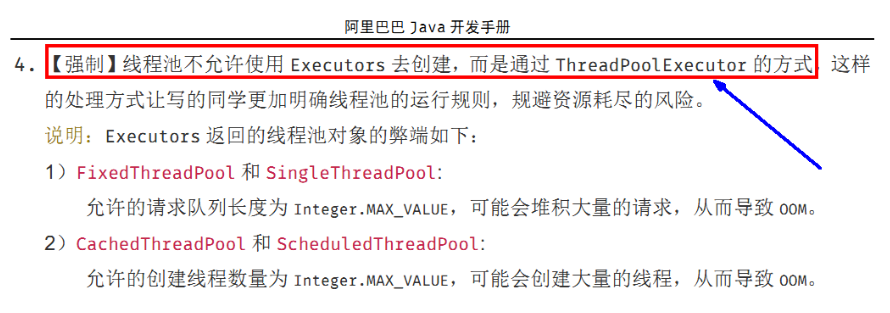 阿里巴巴 Java 开发手册
4. 【强制】线程池不允许使用 Executors 去创建，而是通过 ThreadPoolExecutor 的方式，这样
的处理方式让写的同学更加明确线程池的运行规则，规避资源耗尽的风险。
说明：Executors 返回的线程池对象的弊端如下：
1）FixedThreadPool 和 SingleThreadPool:
允许的请求队列长度为 Integer.MAX_VALUE，可能会堆积大量的请求，从而导致 OOM。
2）CachedThreadPool 和 ScheduledThreadPool:
允许的创建线程数量为 Integer.MAX_VALUE，可能会创建大量的线程，从而导致 OOM。